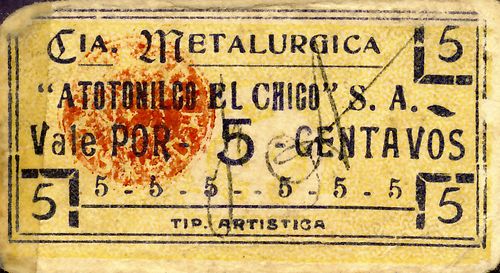 CIA. METALURGICA 5
"ATOTONILCO EL CHICO" S. A.
Vale POR - 5 - CENTAVOS
5 - 5 - 5 - 5 - 5 - 5
5 5
TIP. ARTISTICA